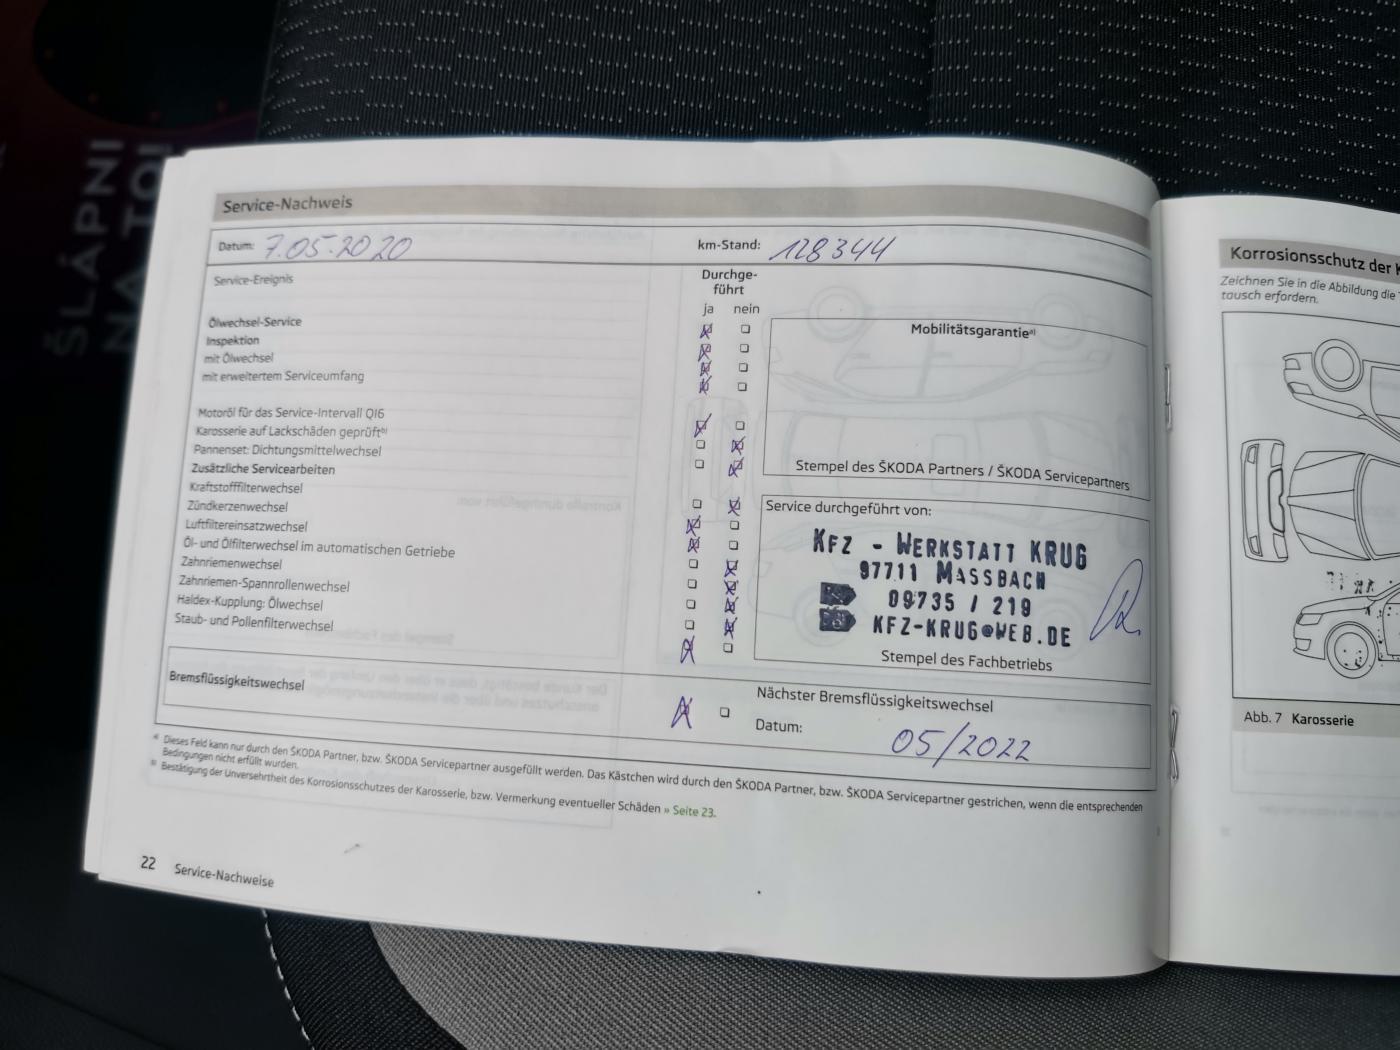 ŠLÁPNI
NA TO!
Service-Nachweis
Datum: 7.05.2020
km-Stand: 128344
Service-Ereignis
Durchge-
führt
ja nein
Ölwechsel-Service
Inspektion
mit Ölwechsel
mit erweitertem Serviceumfang
Motoröl für das Service-Intervall QI6
Karosserie auf Lackschäden geprüft b)
Pannenset: Dichtungsmittelwechsel
Zusätzliche Servicearbeiten
Kraftstofffilterwechsel
Zündkerzenwechsel
Luftfiltereinsatzwechsel
Öl- und Ölfilterwechsel im automatischen Getriebe
Zahnriemenwechsel
Zahnriemen-Spannrollenwechsel
Haldex-Kupplung: Ölwechsel
Staub- und Pollenfilterwechsel
Mobilitätsgarantie a)
Stempel des ŠKODA Partners / ŠKODA Servicepartners
Service durchgeführt von:
KFZ - WERKSTATT KRUG
97711 MASSBACH
09735 / 219
KFZ-KRUG@WEB.DE
Stempel des Fachbetriebs
Bremsflüssigkeitswechsel
Nächster Bremsflüssigkeitswechsel
Datum: 05/2022
a) Dieses Feld kann nur durch den ŠKODA Partner, bzw. ŠKODA Servicepartner ausgefüllt werden. Das Kästchen wird durch den ŠKODA Partner, bzw. ŠKODA Servicepartner gestrichen, wenn die entsprechenden
Bedingungen nicht erfüllt wurden.
b) Bestätigung der Unversehrtheit des Korrosionsschutzes der Karosserie, bzw. Vermerkung eventueller Schäden » Seite 23.
22 Service-Nachweise
Korrosionsschutz der K
Zeichnen Sie in die Abbildung die
tausch erfordern.
Abb. 7 Karosserie